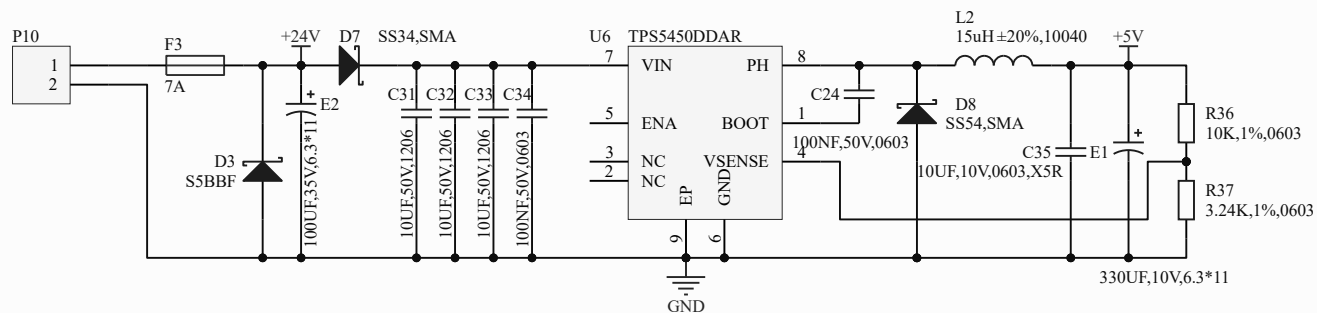 P10
1
2
F3
7A
+24V
D7
SS34,SMA
E2
+
100UF,35V,6.3*11
D3
S5BBF
C31
10UF,50V,1206
C32
10UF,50V,1206
C33
10UF,50V,1206
C34
100NF,50V,0603
U6
TPS5450DDAR
7
VIN
PH
8
5
ENA
BOOT
1
3
NC
VSENSE
4
2
NC
EP
GND
9
6
GND
C24
100NF,50V,0603
D8
SS54,SMA
L2
15uH ±20%,10040
+5V
C35
10UF,10V,0603,X5R
E1
+
330UF,10V,6.3*11
R36
10K,1%,0603
R37
3.24K,1%,0603